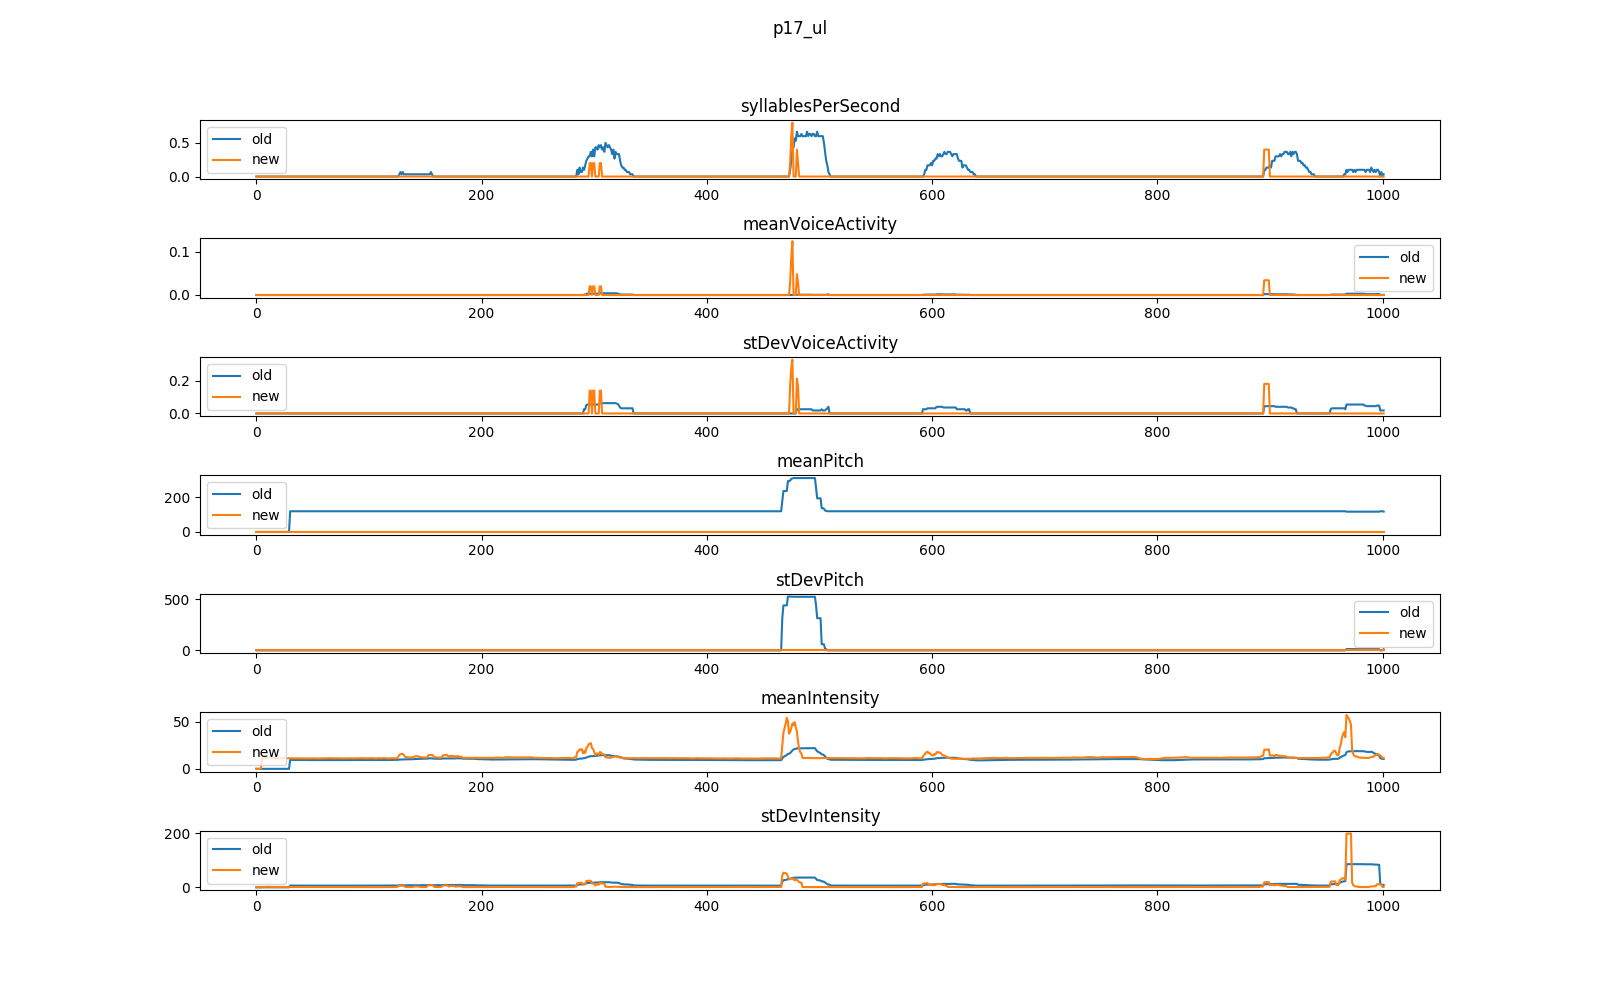 p17_ul
syllablesPerSecond
0.5
0.0
old
new
0 200 400 600 800 1000
meanVoiceActivity
0.1
0.0
old
new
0 200 400 600 800 1000
stDevVoiceActivity
0.2
0.0
old
new
0 200 400 600 800 1000
meanPitch
200
0
old
new
0 200 400 600 800 1000
stDevPitch
500
0
old
new
0 200 400 600 800 1000
meanIntensity
50
0
old
new
0 200 400 600 800 1000
stDevIntensity
200
0
old
new
0 200 400 600 800 1000